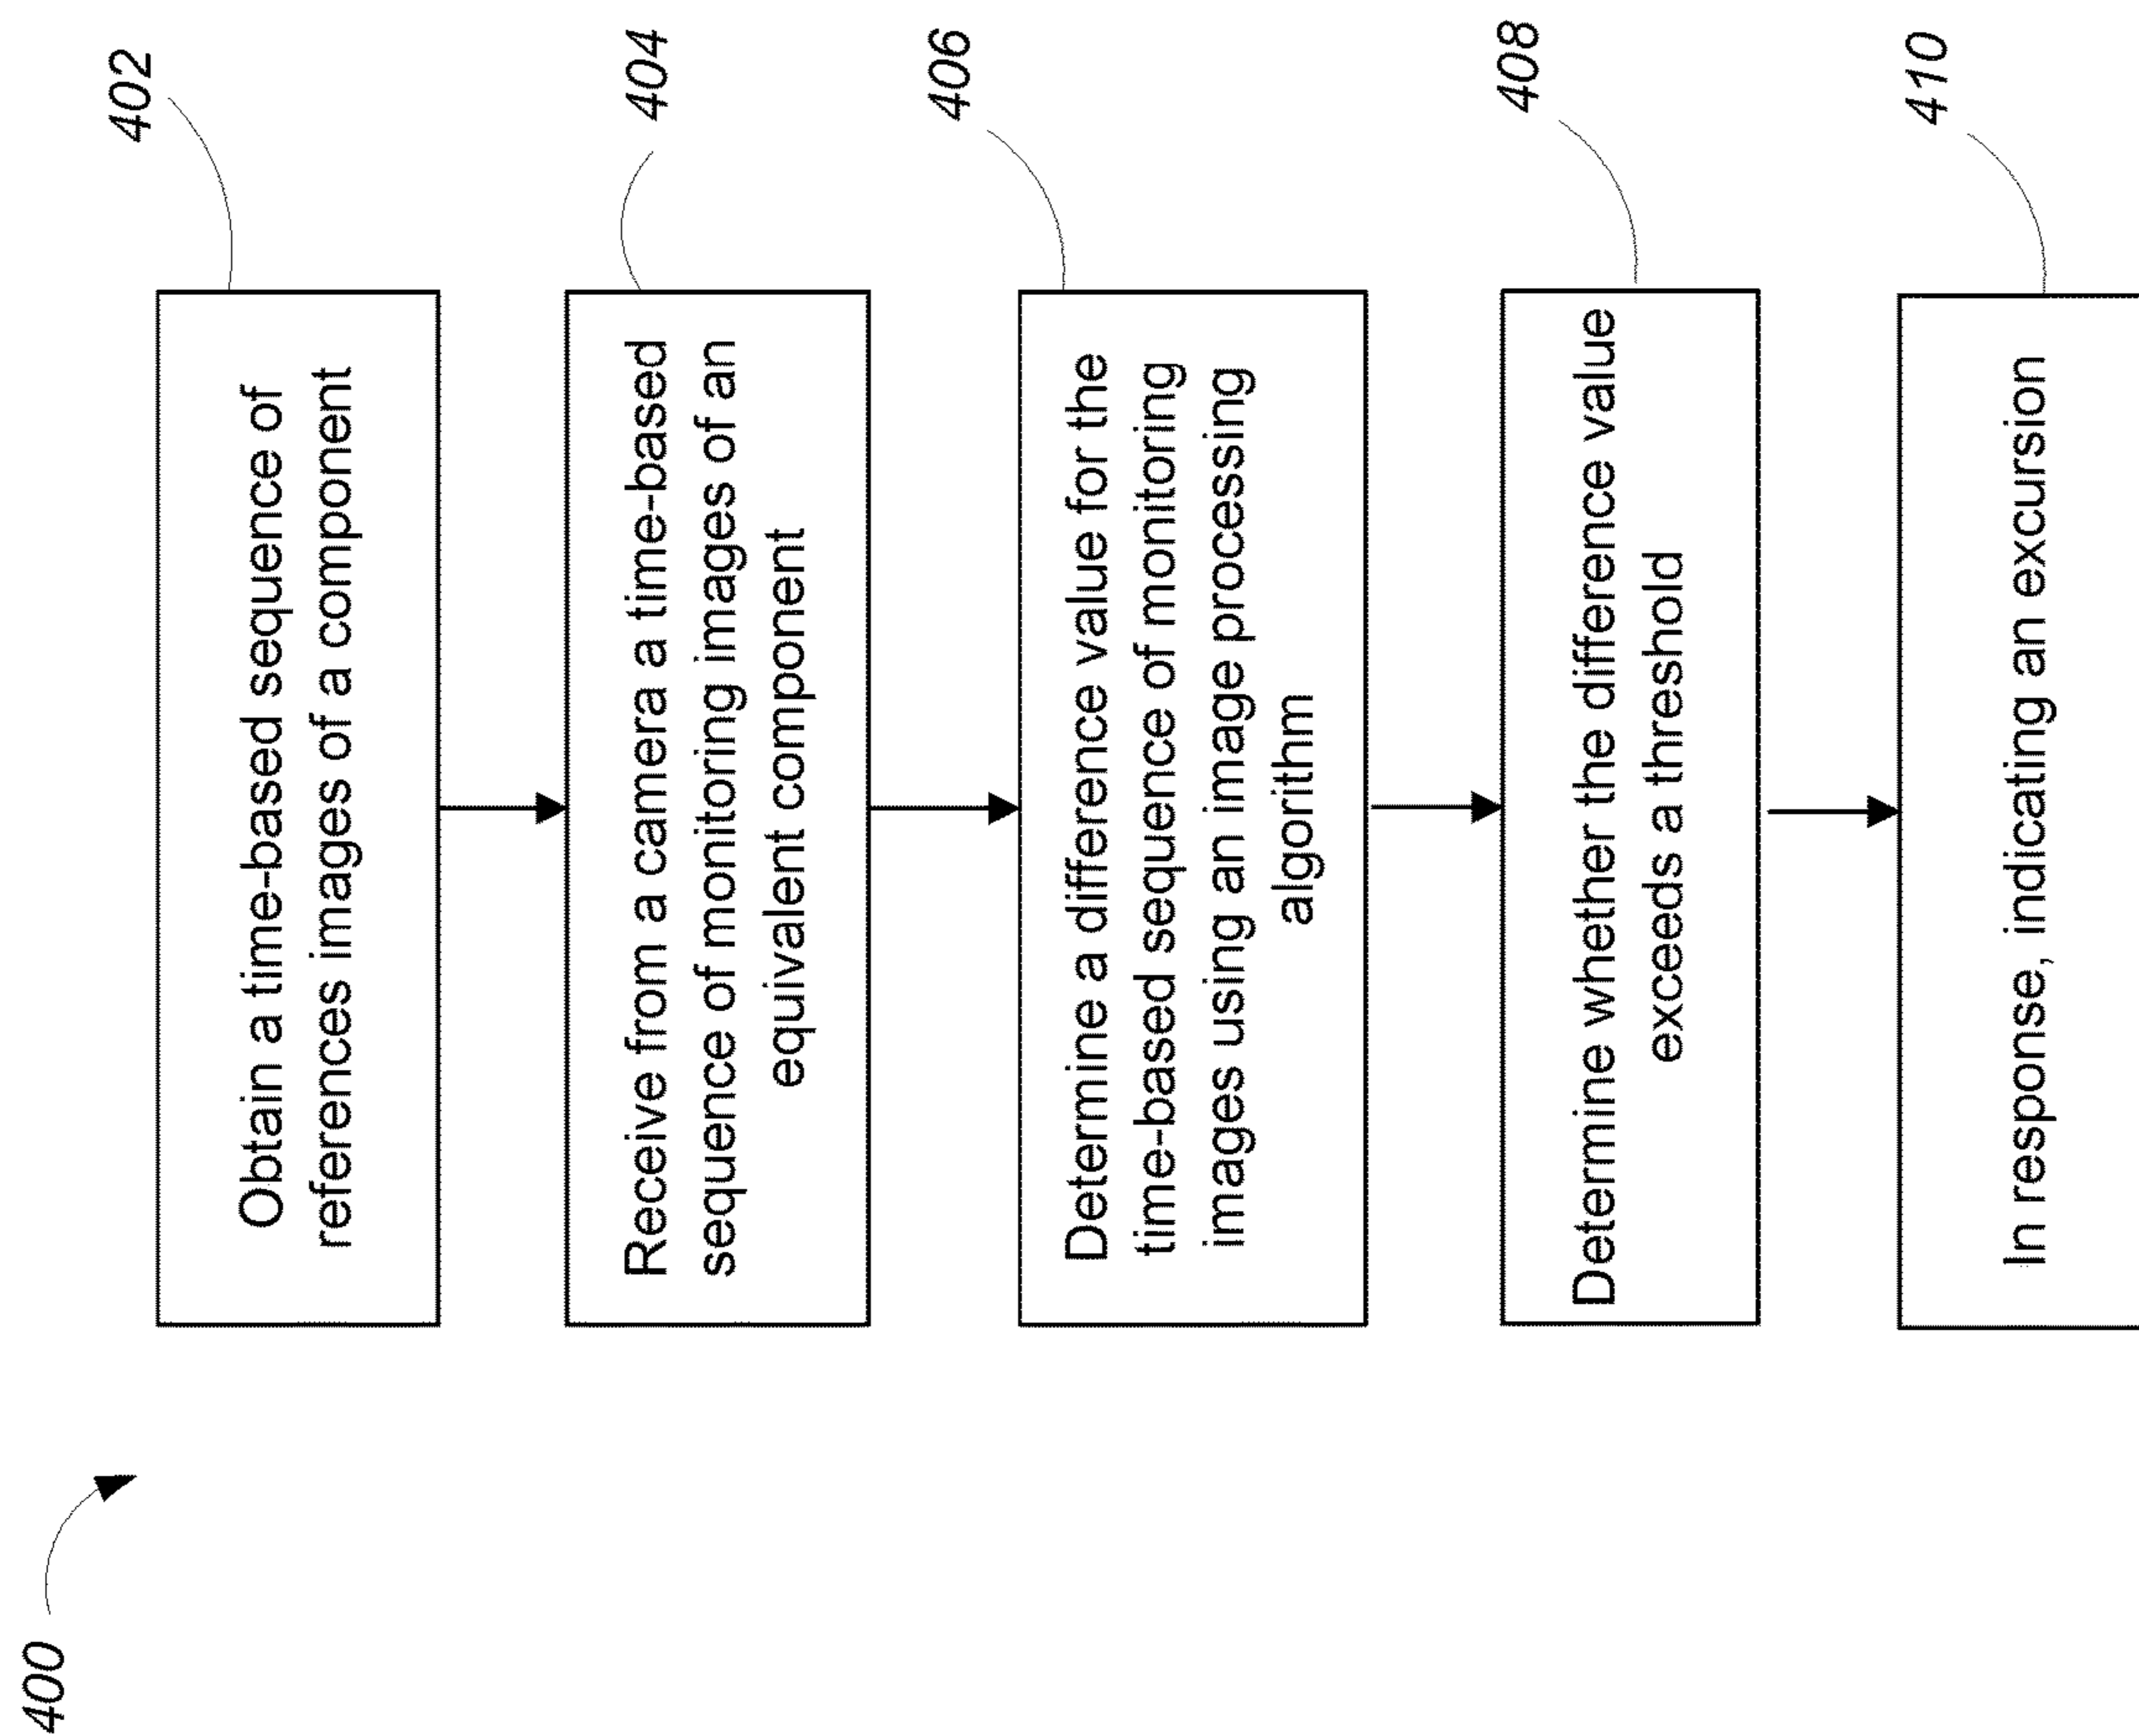 400
402
Obtain a time-based sequence of
references images of a component
404
Receive from a camera a time-based
sequence of monitoring images of an
equivalent component
406
Determine a difference value for the
time-based sequence of monitoring
images using an image processing
algorithm
408
Determine whether the difference value
exceeds a threshold
410
In response, indicating an excursion